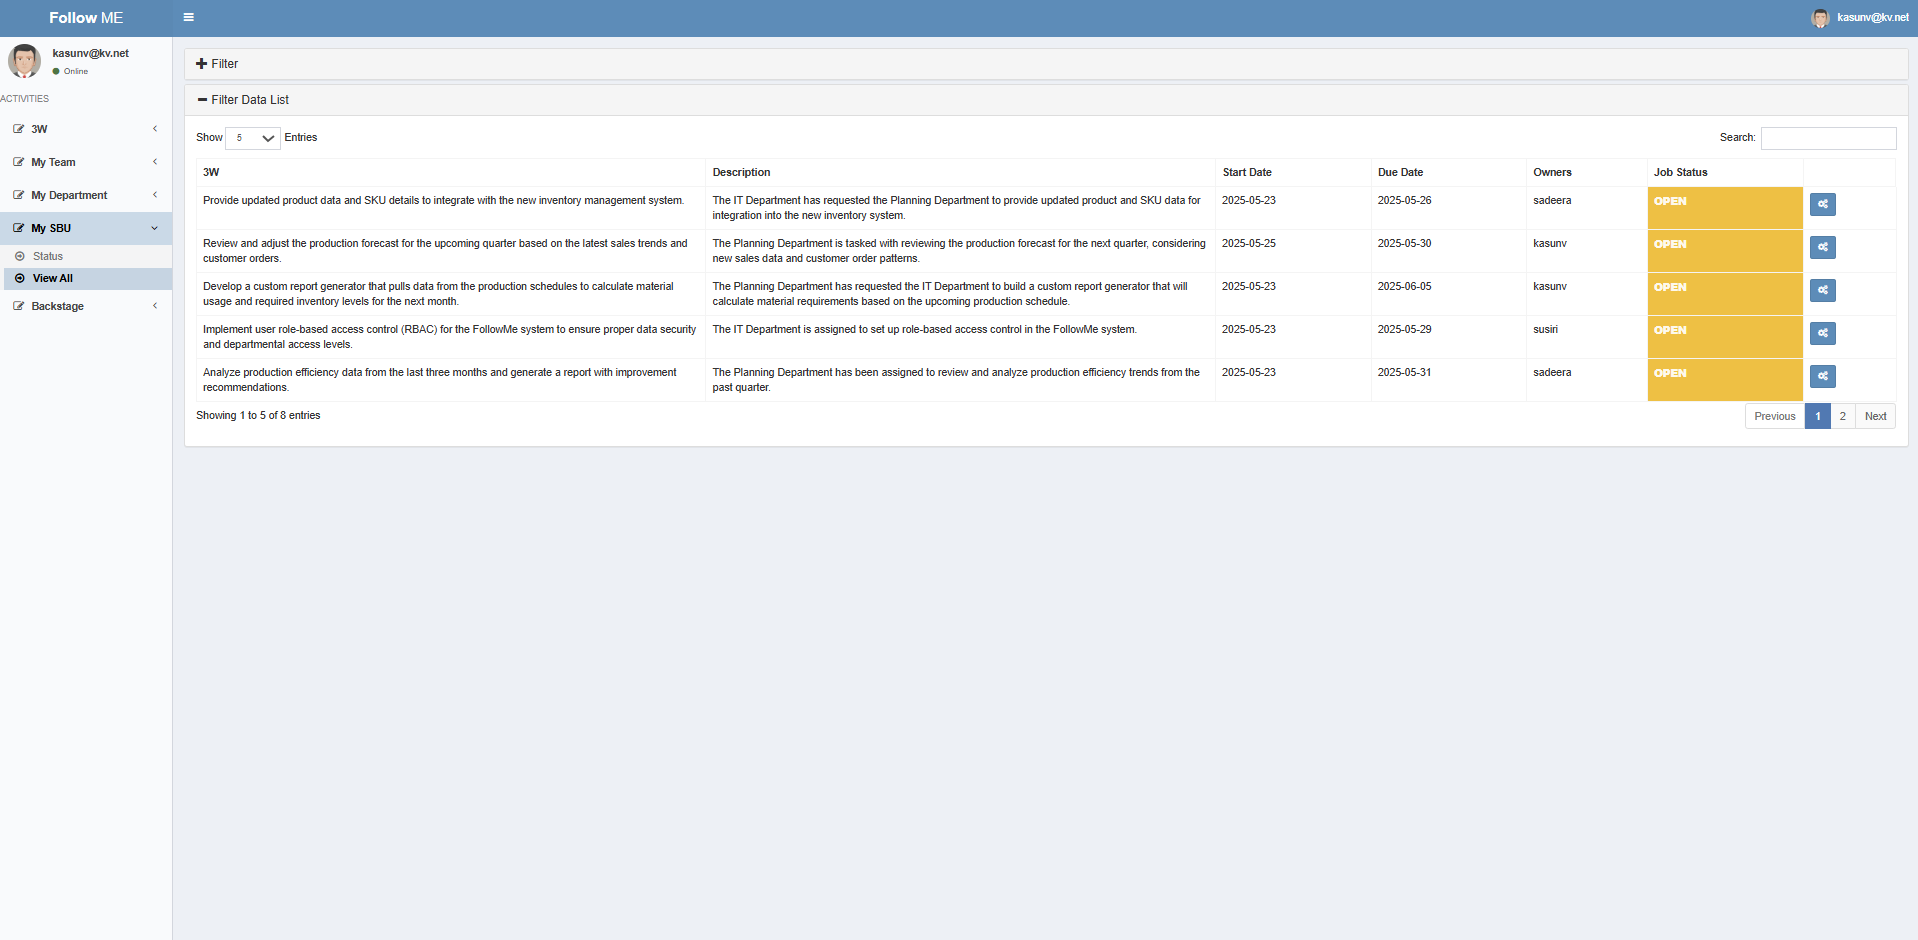 Follow ME
kasunv@kv.net
kasunv@kv.net
Online
ACTIVITIES
3W
My Team
My Department
My SBU
Status
View All
Backstage
Filter
Filter Data List
Show 5 Entries
Search:
3W Description Start Date Due Date Owners Job Status
Provide updated product data and SKU details to integrate with the new inventory management system.
The IT Department has requested the Planning Department to provide updated product and SKU data for
integration into the new inventory system.
2025-05-23 2025-05-26 sadeera OPEN
Review and adjust the production forecast for the upcoming quarter based on the latest sales trends and
customer orders.
The Planning Department is tasked with reviewing the production forecast for the next quarter, considering
new sales data and customer order patterns.
2025-05-25 2025-05-30 kasunv OPEN
Develop a custom report generator that pulls data from the production schedules to calculate material
usage and required inventory levels for the next month.
The Planning Department has requested the IT Department to build a custom report generator that will
calculate material requirements based on the upcoming production schedule.
2025-05-23 2025-06-05 kasunv OPEN
Implement user role-based access control (RBAC) for the FollowMe system to ensure proper data security
and departmental access levels.
The IT Department is assigned to set up role-based access control in the FollowMe system.
2025-05-23 2025-05-29 susiri OPEN
Analyze production efficiency data from the last three months and generate a report with improvement
recommendations.
The Planning Department has been assigned to review and analyze production efficiency trends from the
past quarter.
2025-05-23 2025-05-31 sadeera OPEN
Showing 1 to 5 of 8 entries
Previous 1 2 Next